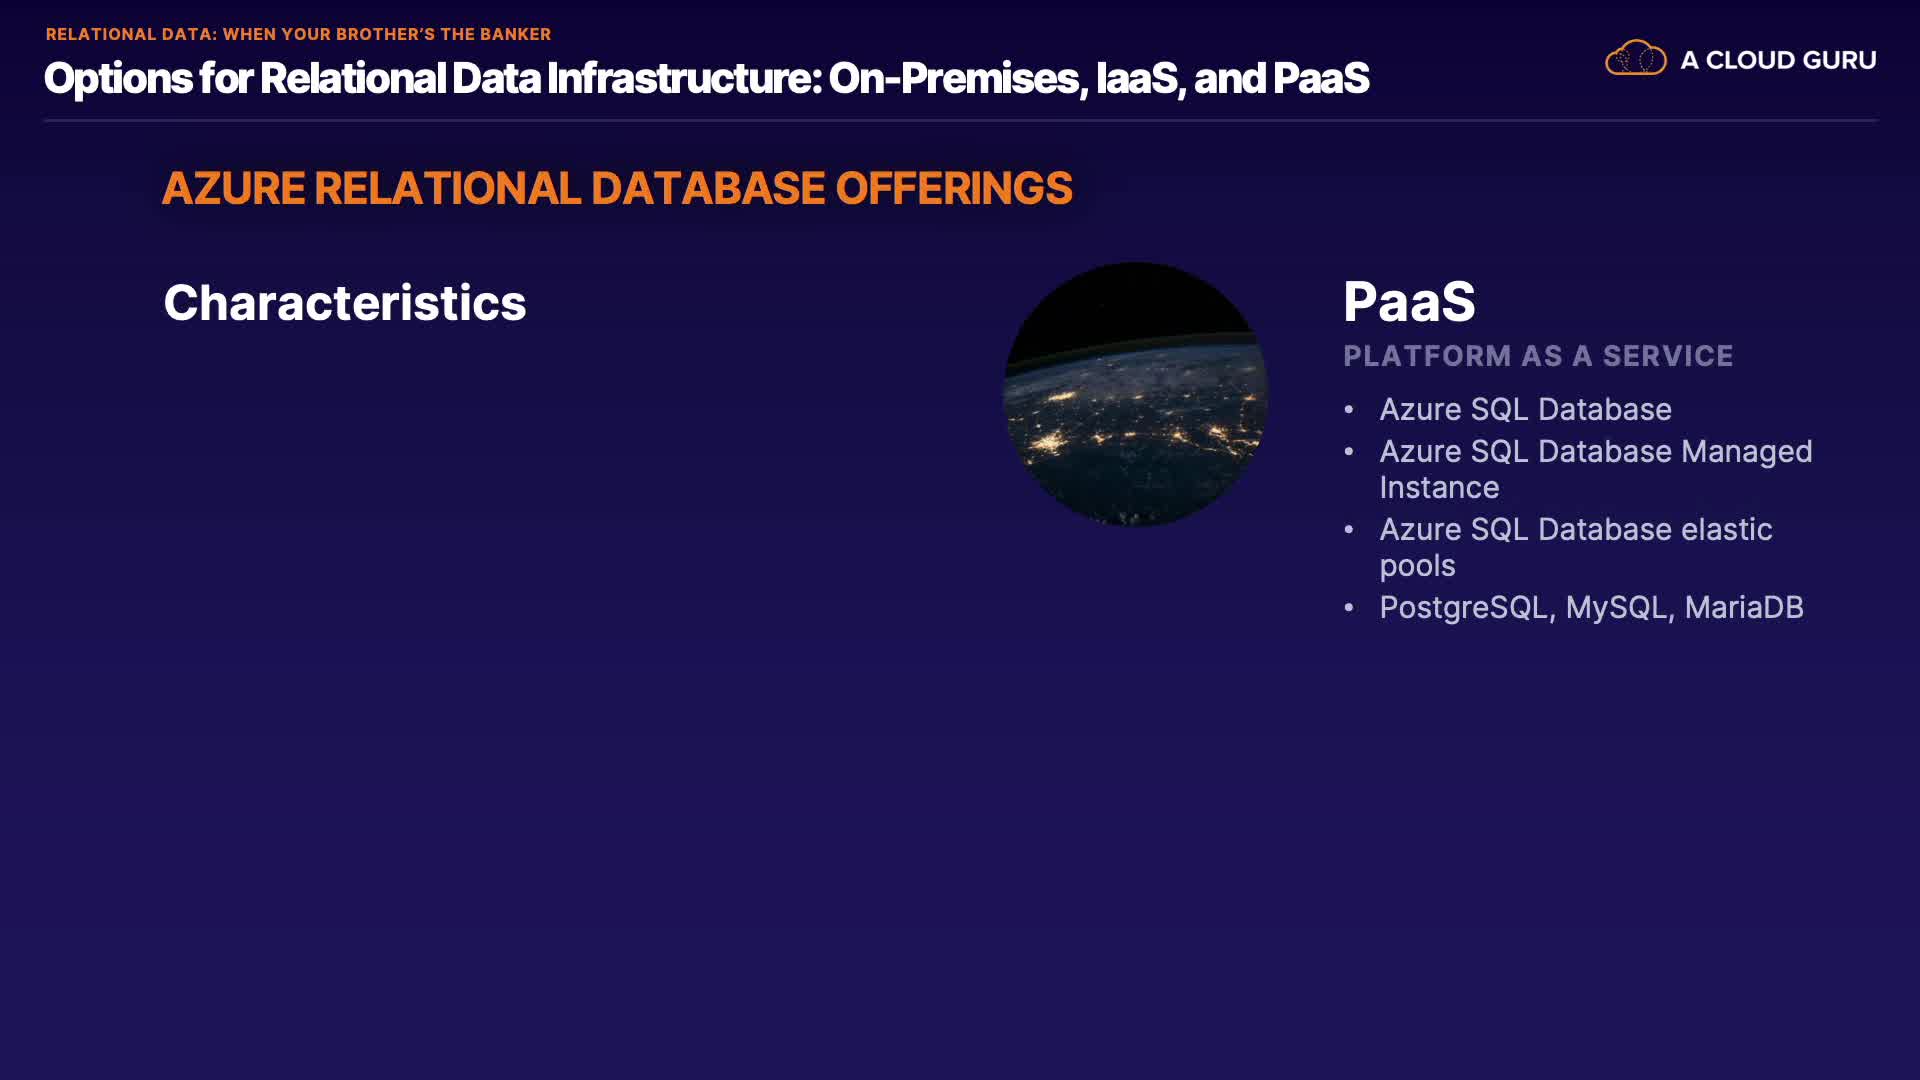 RELATIONAL DATA: WHEN YOUR BROTHER’S THE BANKER
Options for Relational Data Infrastructure: On-Premises, IaaS, and PaaS
A CLOUD GURU
AZURE RELATIONAL DATABASE OFFERINGS
Characteristics
PaaS
PLATFORM AS A SERVICE
• Azure SQL Database
• Azure SQL Database Managed
Instance
• Azure SQL Database elastic
pools
• PostgreSQL, MySQL, MariaDB